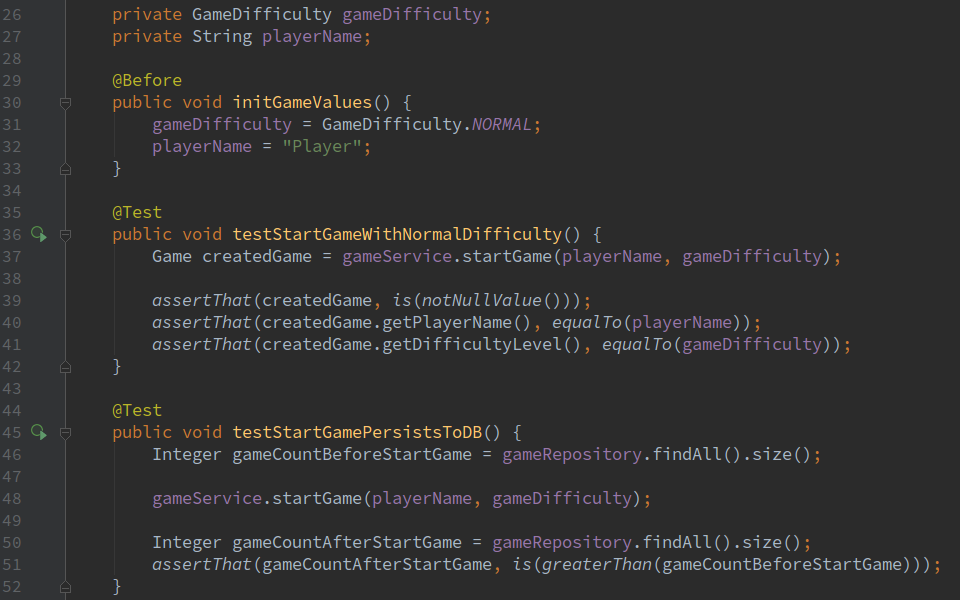 26 private GameDifficulty gameDifficulty;
27 private String playerName;
28
29 @Before
30 public void initGameValues() {
31 gameDifficulty = GameDifficulty.NORMAL;
32 playerName = "Player";
33 }
34
35 @Test
36 public void testStartGameWithNormalDifficulty() {
37 Game createdGame = gameService.startGame(playerName, gameDifficulty);
38
39 assertThat(createdGame, is(notNullValue()));
40 assertThat(createdGame.getPlayerName(), equalTo(playerName));
41 assertThat(createdGame.getDifficultyLevel(), equalTo(gameDifficulty));
42 }
43
44 @Test
45 public void testStartGamePersistsToDB() {
46 Integer gameCountBeforeStartGame = gameRepository.findAll().size();
47
48 gameService.startGame(playerName, gameDifficulty);
49
50 Integer gameCountAfterStartGame = gameRepository.findAll().size();
51 assertThat(gameCountAfterStartGame, is(greaterThan(gameCountBeforeStartGame)));
52 }